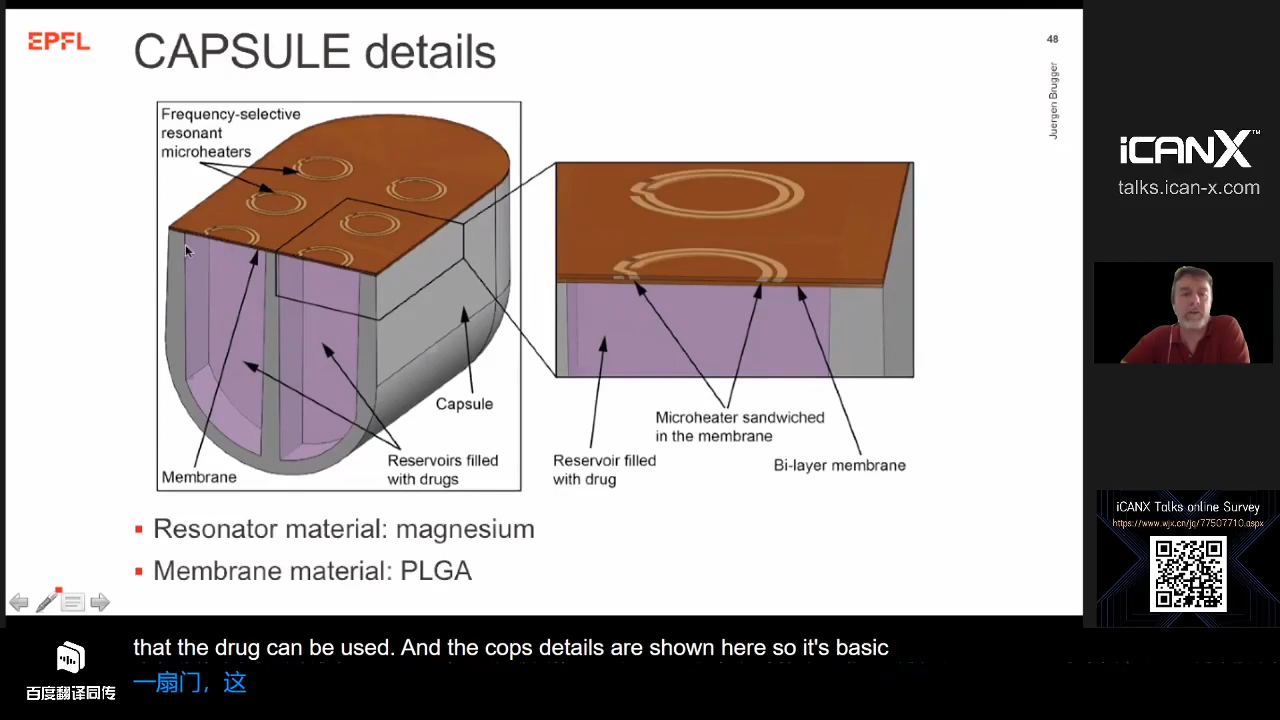 EPFL
CAPSULE details
48
Juergen Brugger
Frequency-selective
resonant
microheaters
Capsule
Membrane
Reservoirs filled
with drugs
Microheater sandwiched
in the membrane
Reservoir filled
with drug
Bi-layer membrane
Resonator material: magnesium
Membrane material: PLGA
iCANX™
talks.ican-x.com
iCANX Talks online Survey
https://www.wjx.cn/jq/77507710.aspx
that the drug can be used. And the cops details are shown here so it's basic
一扇门，这
百度翻译同传